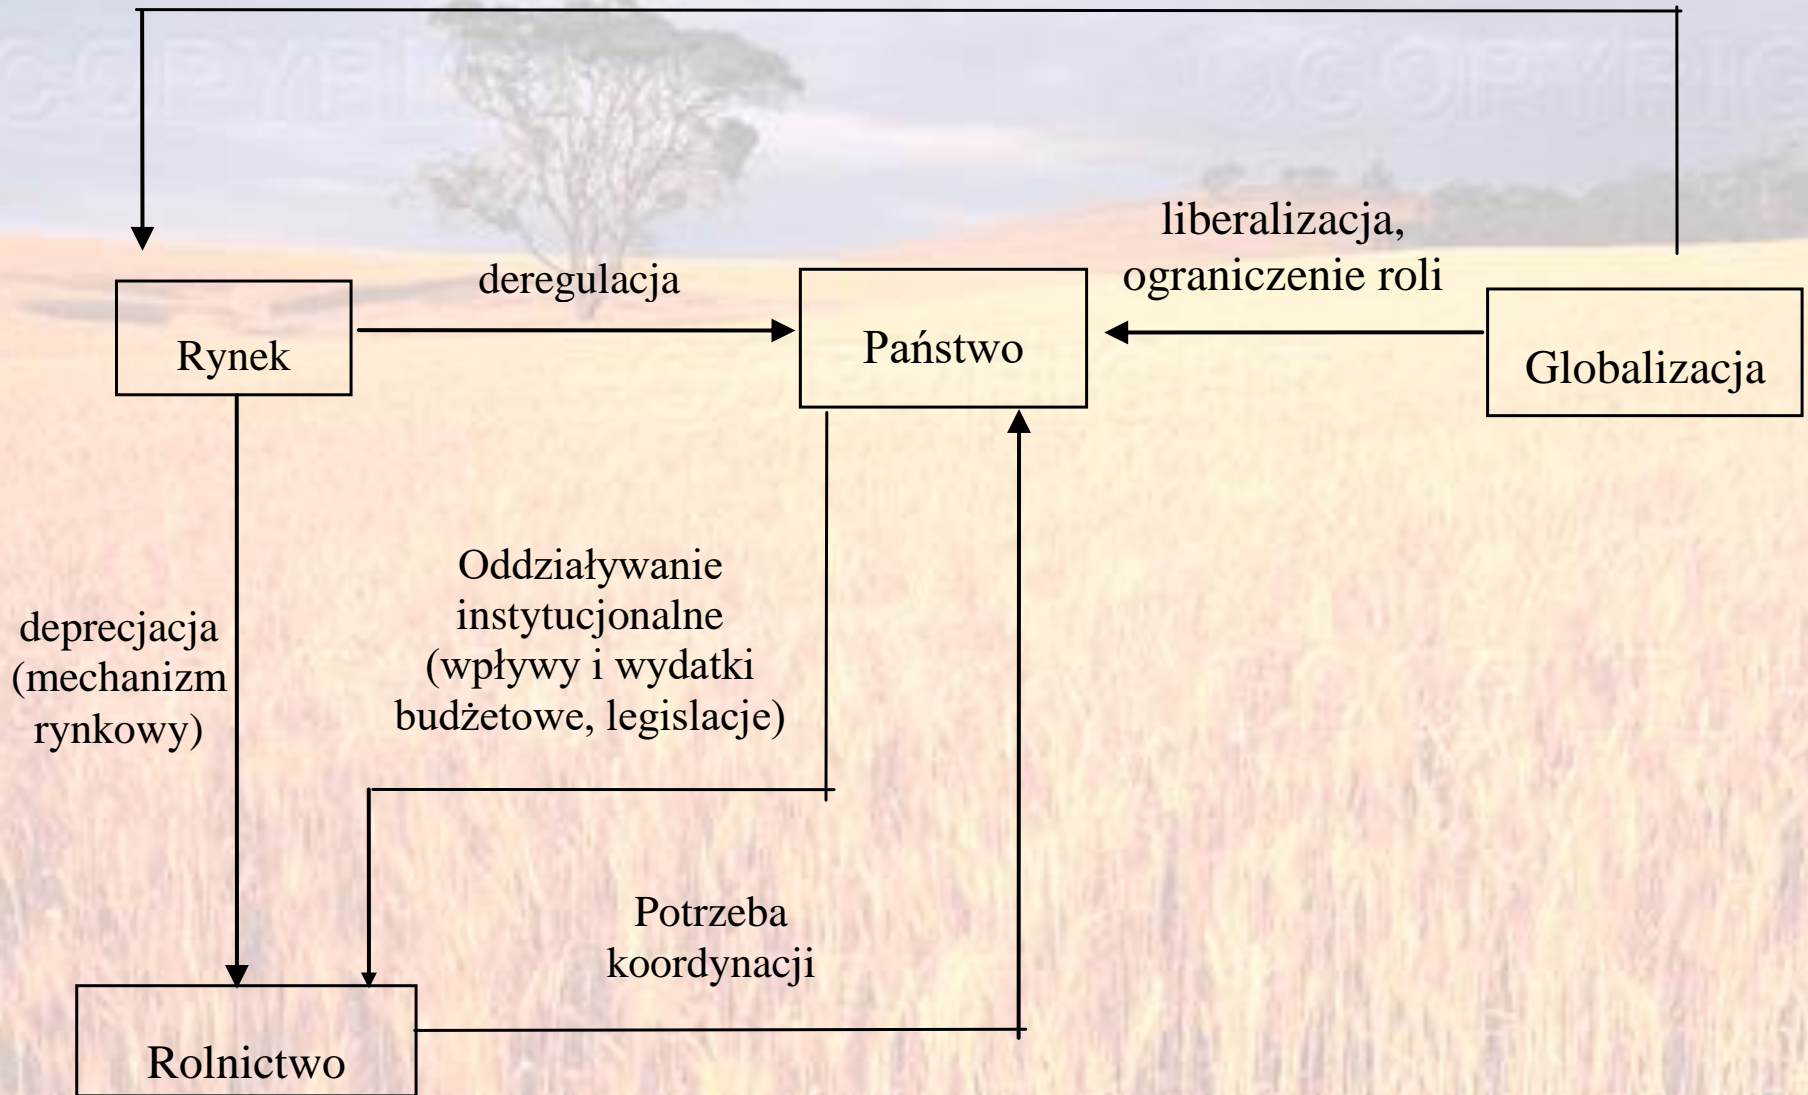 liberalizacja,
ograniczenie roli
deregulacja
Rynek
Państwo
Globalizacja
Oddziaływanie
instytucjonalne
(wpływy i wydatki
budżetowe, legislacje)
deprecjacja
(mechanizm
rynkowy)
Potrzeba
koordynacji
Rolnictwo